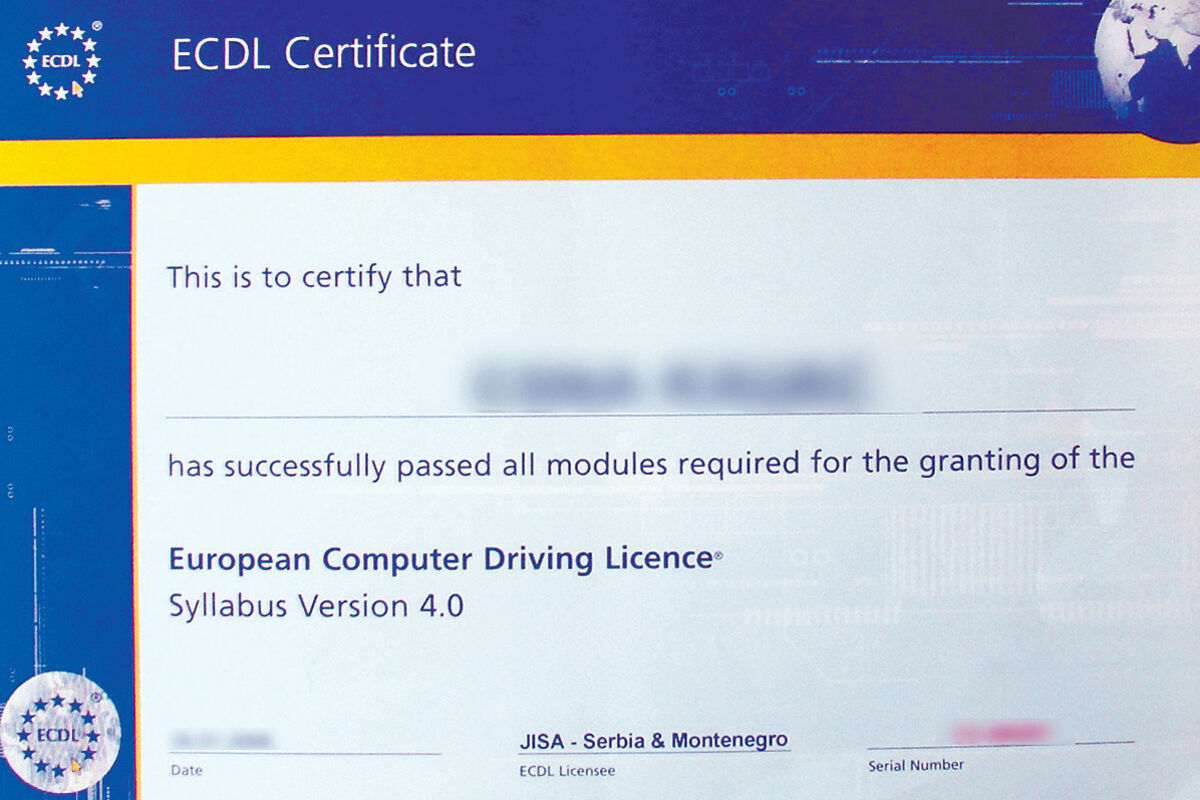 ECDL
ECDL Certificate
This is to certify that
has successfully passed all modules required for the granting of the
European Computer Driving Licence®
Syllabus Version 4.0
ECDL
JISA - Serbia & Montenegro
Date
ECDL Licensee
Serial Number